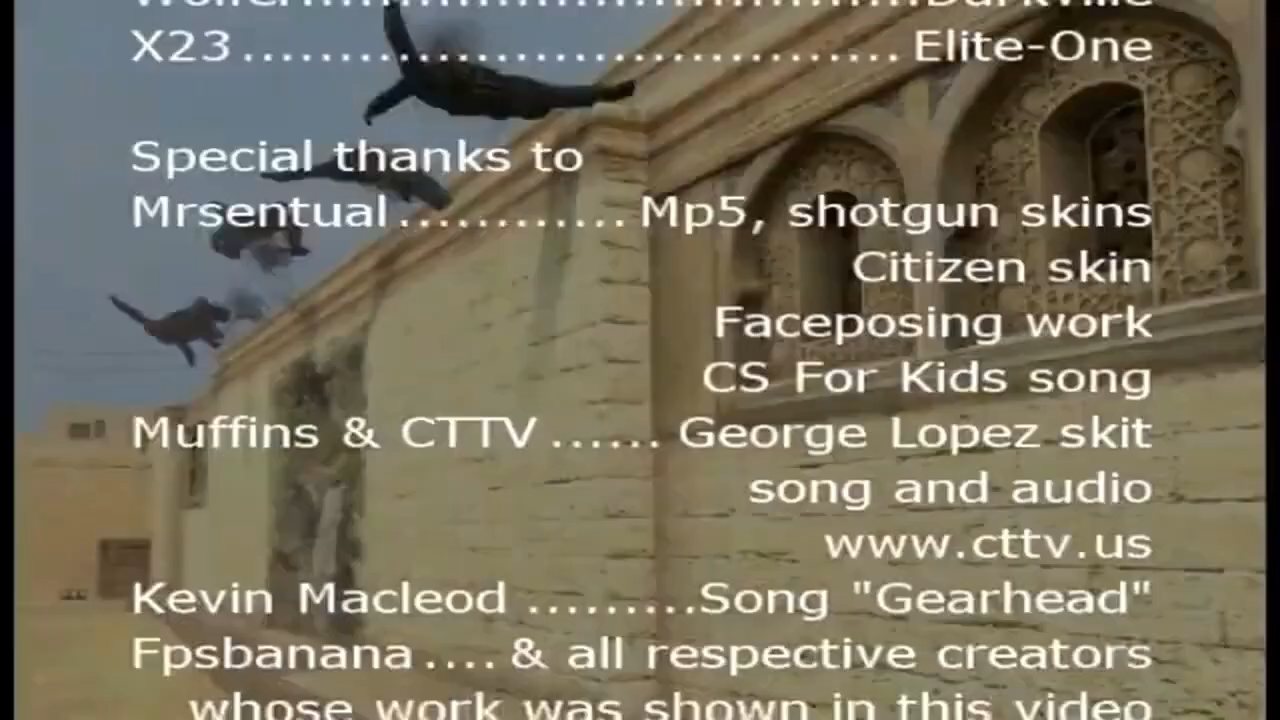 X23.................................. Elite-One
Special thanks to
Mrsentual............ Mp5, shotgun skins
Citizen skin
Faceposing work
CS For Kids song
Muffins & CTTV...... George Lopez skit
song and audio
www.cttv.us
Kevin Macleod .........Song "Gearhead"
Fpsbanana....& all respective creators
whose work was shown in this video